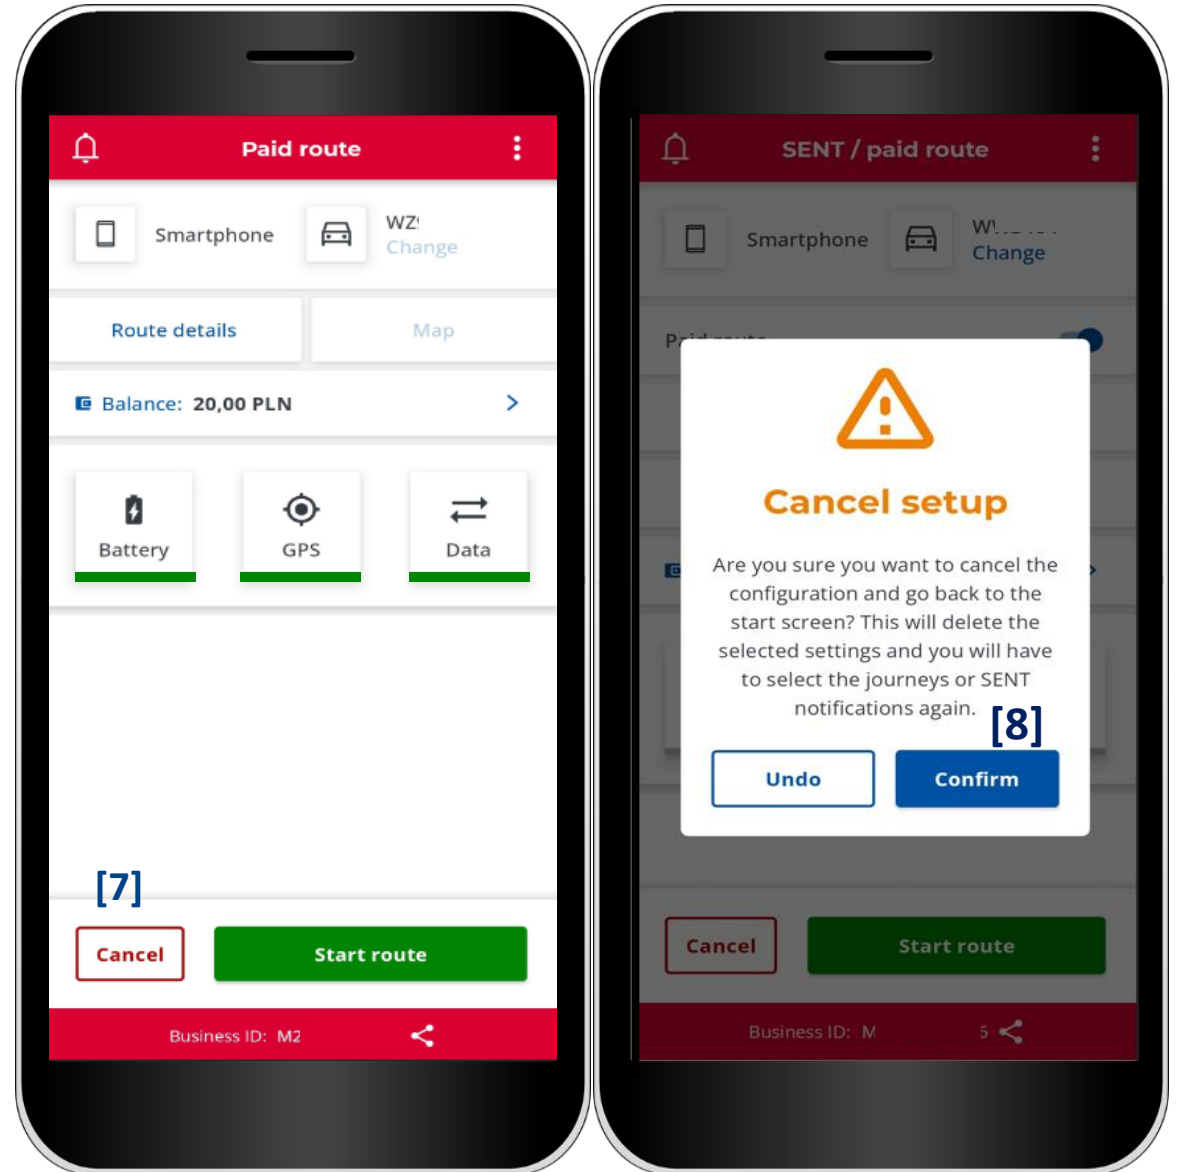 Paid route
Smartphone
WZ
Change
Route details
Map
Balance: 20,00 PLN
Battery
GPS
Data
[7]
Cancel
Start route
Business ID: M2
SENT / paid route
Smartphone
W
Change
Cancel setup
Are you sure you want to cancel the
configuration and go back to the
start screen? This will delete the
selected settings and you will have
to select the journeys or SENT
notifications again.
[8]
Undo
Confirm
Cancel
Start route
Business ID: M